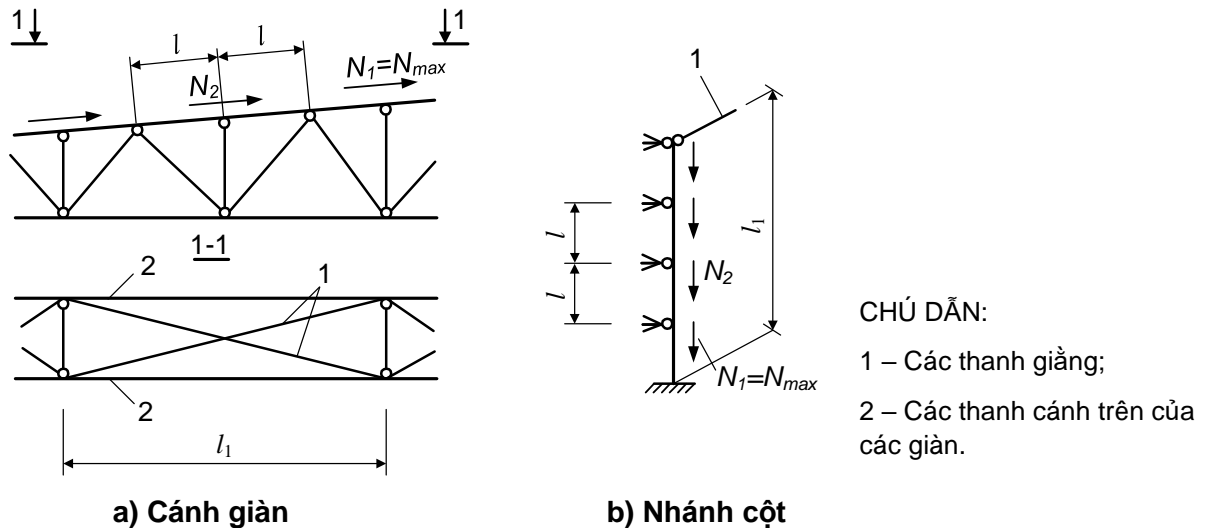 1 1
l l
N₁=Nmax
N₂
1-1
2 1
2
l₁
a) Cánh giàn
1
l
l
l₁
N₂
N₁=Nmax
b) Nhánh cột
CHÚ DẪN:
1 – Các thanh giằng;
2 – Các thanh cánh trên của
các giàn.